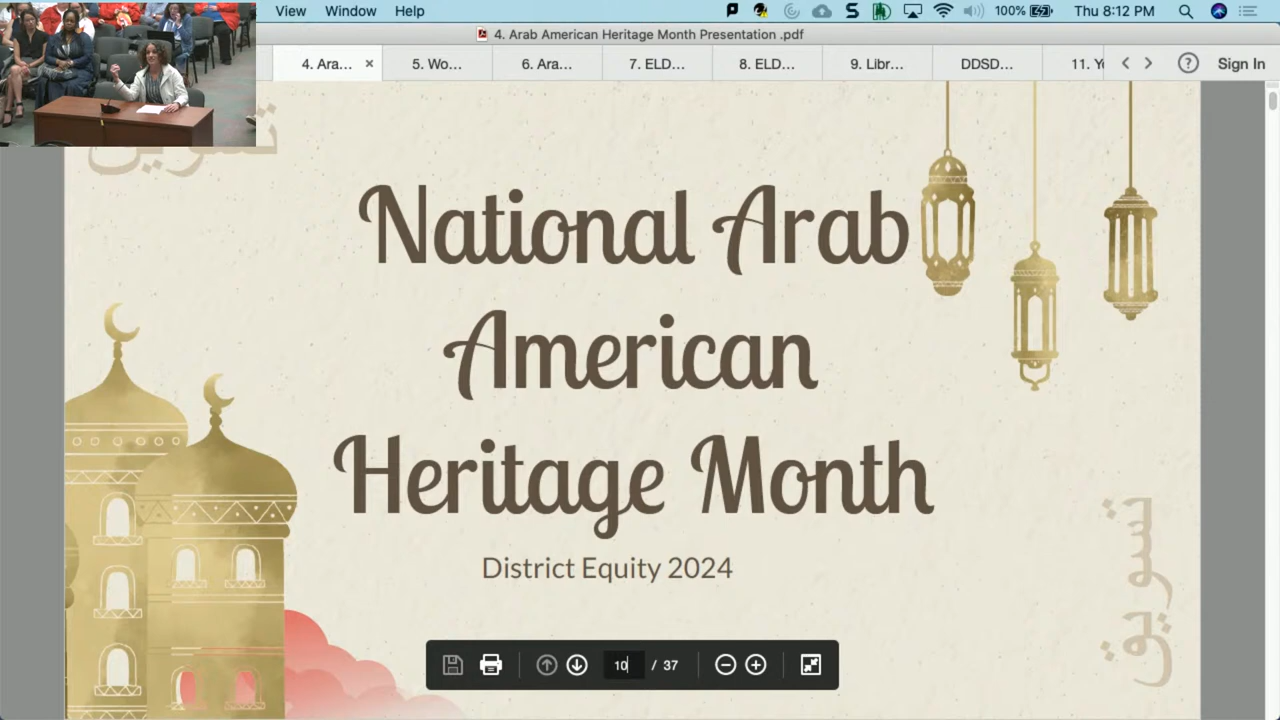 View Window Help 100% Thu 8:12 PM
4. Arab American Heritage Month Presentation .pdf
4. Ara... × 5. Wo... 6. Ara... 7. ELD... 8. ELD... 9. Libr... DDSD... 11. Y ? Sign In
تسويق
National Arab
American
Heritage Month
District Equity 2024
تسويق
10 / 37